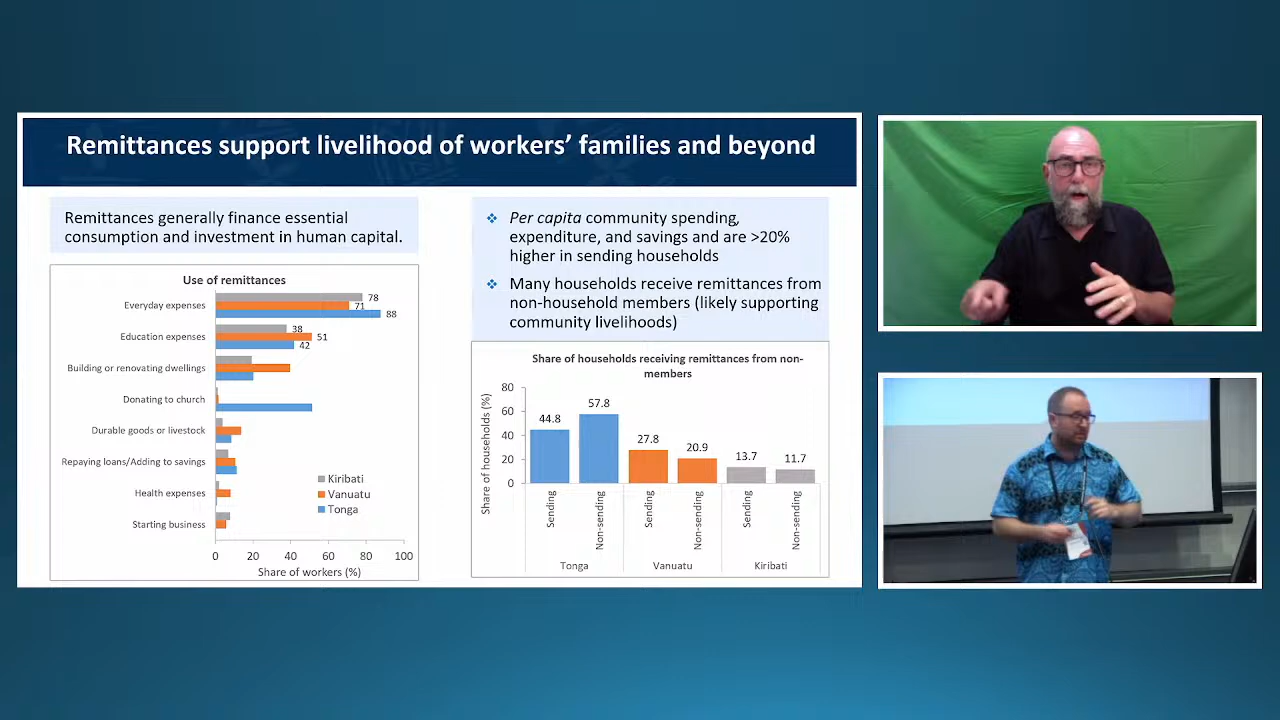 Remittances support livelihood of workers’ families and beyond
Remittances generally finance essential
consumption and investment in human capital.
Use of remittances
Everyday expenses
78
71
88
Education expenses
38
51
42
Building or renovating dwellings
Donating to church
Durable goods or livestock
Repaying loans/Adding to savings
Health expenses
Starting business
Kiribati
Vanuatu
Tonga
0 20 40 60 80 100
Share of workers (%)
❖ Per capita community spending,
expenditure, and savings and are >20%
higher in sending households
❖ Many households receive remittances from
non-household members (likely supporting
community livelihoods)
Share of households receiving remittances from non-
members
Share of households (%)
80
60
40
20
0
44.8 57.8 27.8 20.9 13.7 11.7
Sending Non-sending Sending Non-sending Sending Non-sending
Tonga Vanuatu Kiribati